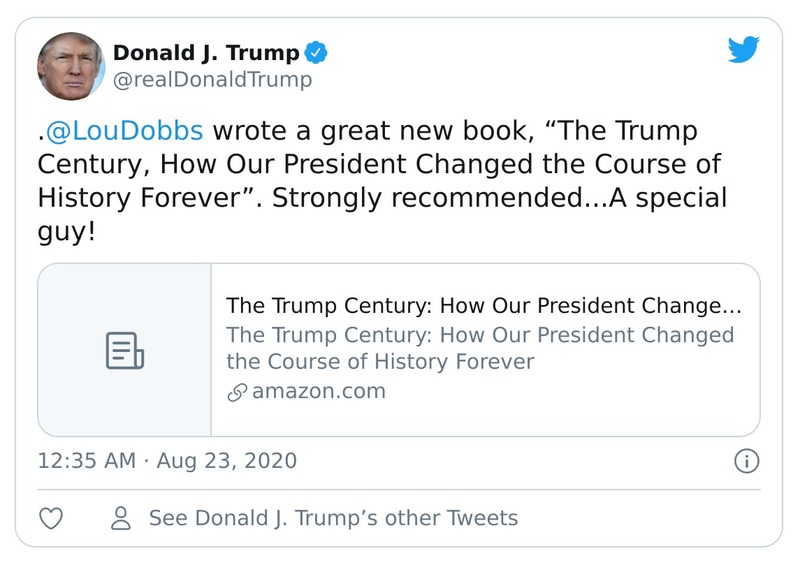 Donald J. Trump
@realDonaldTrump
.@LouDobbs wrote a great new book, “The Trump
Century, How Our President Changed the Course of
History Forever”. Strongly recommended...A special
guy!
The Trump Century: How Our President Change...
The Trump Century: How Our President Changed
the Course of History Forever
amazon.com
12:35 AM · Aug 23, 2020
See Donald J. Trump’s other Tweets